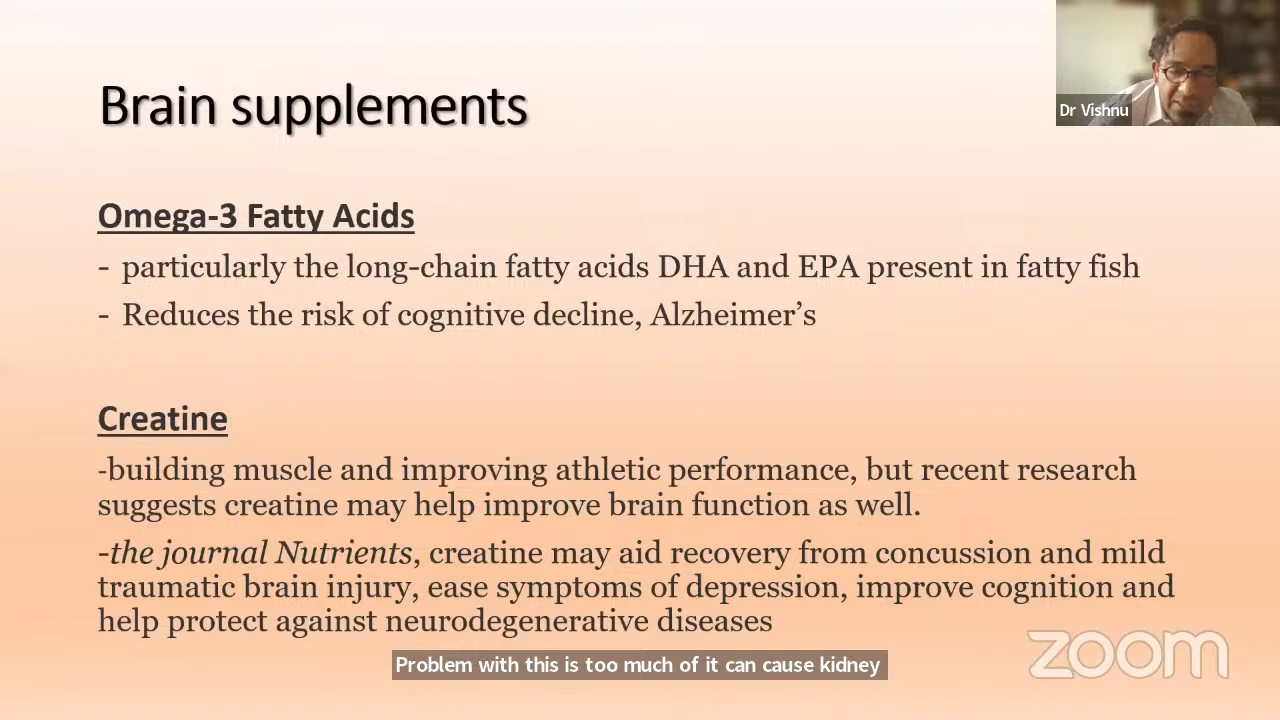 Brain supplements
Dr Vishnu
Omega-3 Fatty Acids
- particularly the long-chain fatty acids DHA and EPA present in fatty fish
- Reduces the risk of cognitive decline, Alzheimer’s
Creatine
-building muscle and improving athletic performance, but recent research
suggests creatine may help improve brain function as well.
-the journal Nutrients, creatine may aid recovery from concussion and mild
traumatic brain injury, ease symptoms of depression, improve cognition and
help protect against neurodegenerative diseases
Problem with this is too much of it can cause kidney
zoom